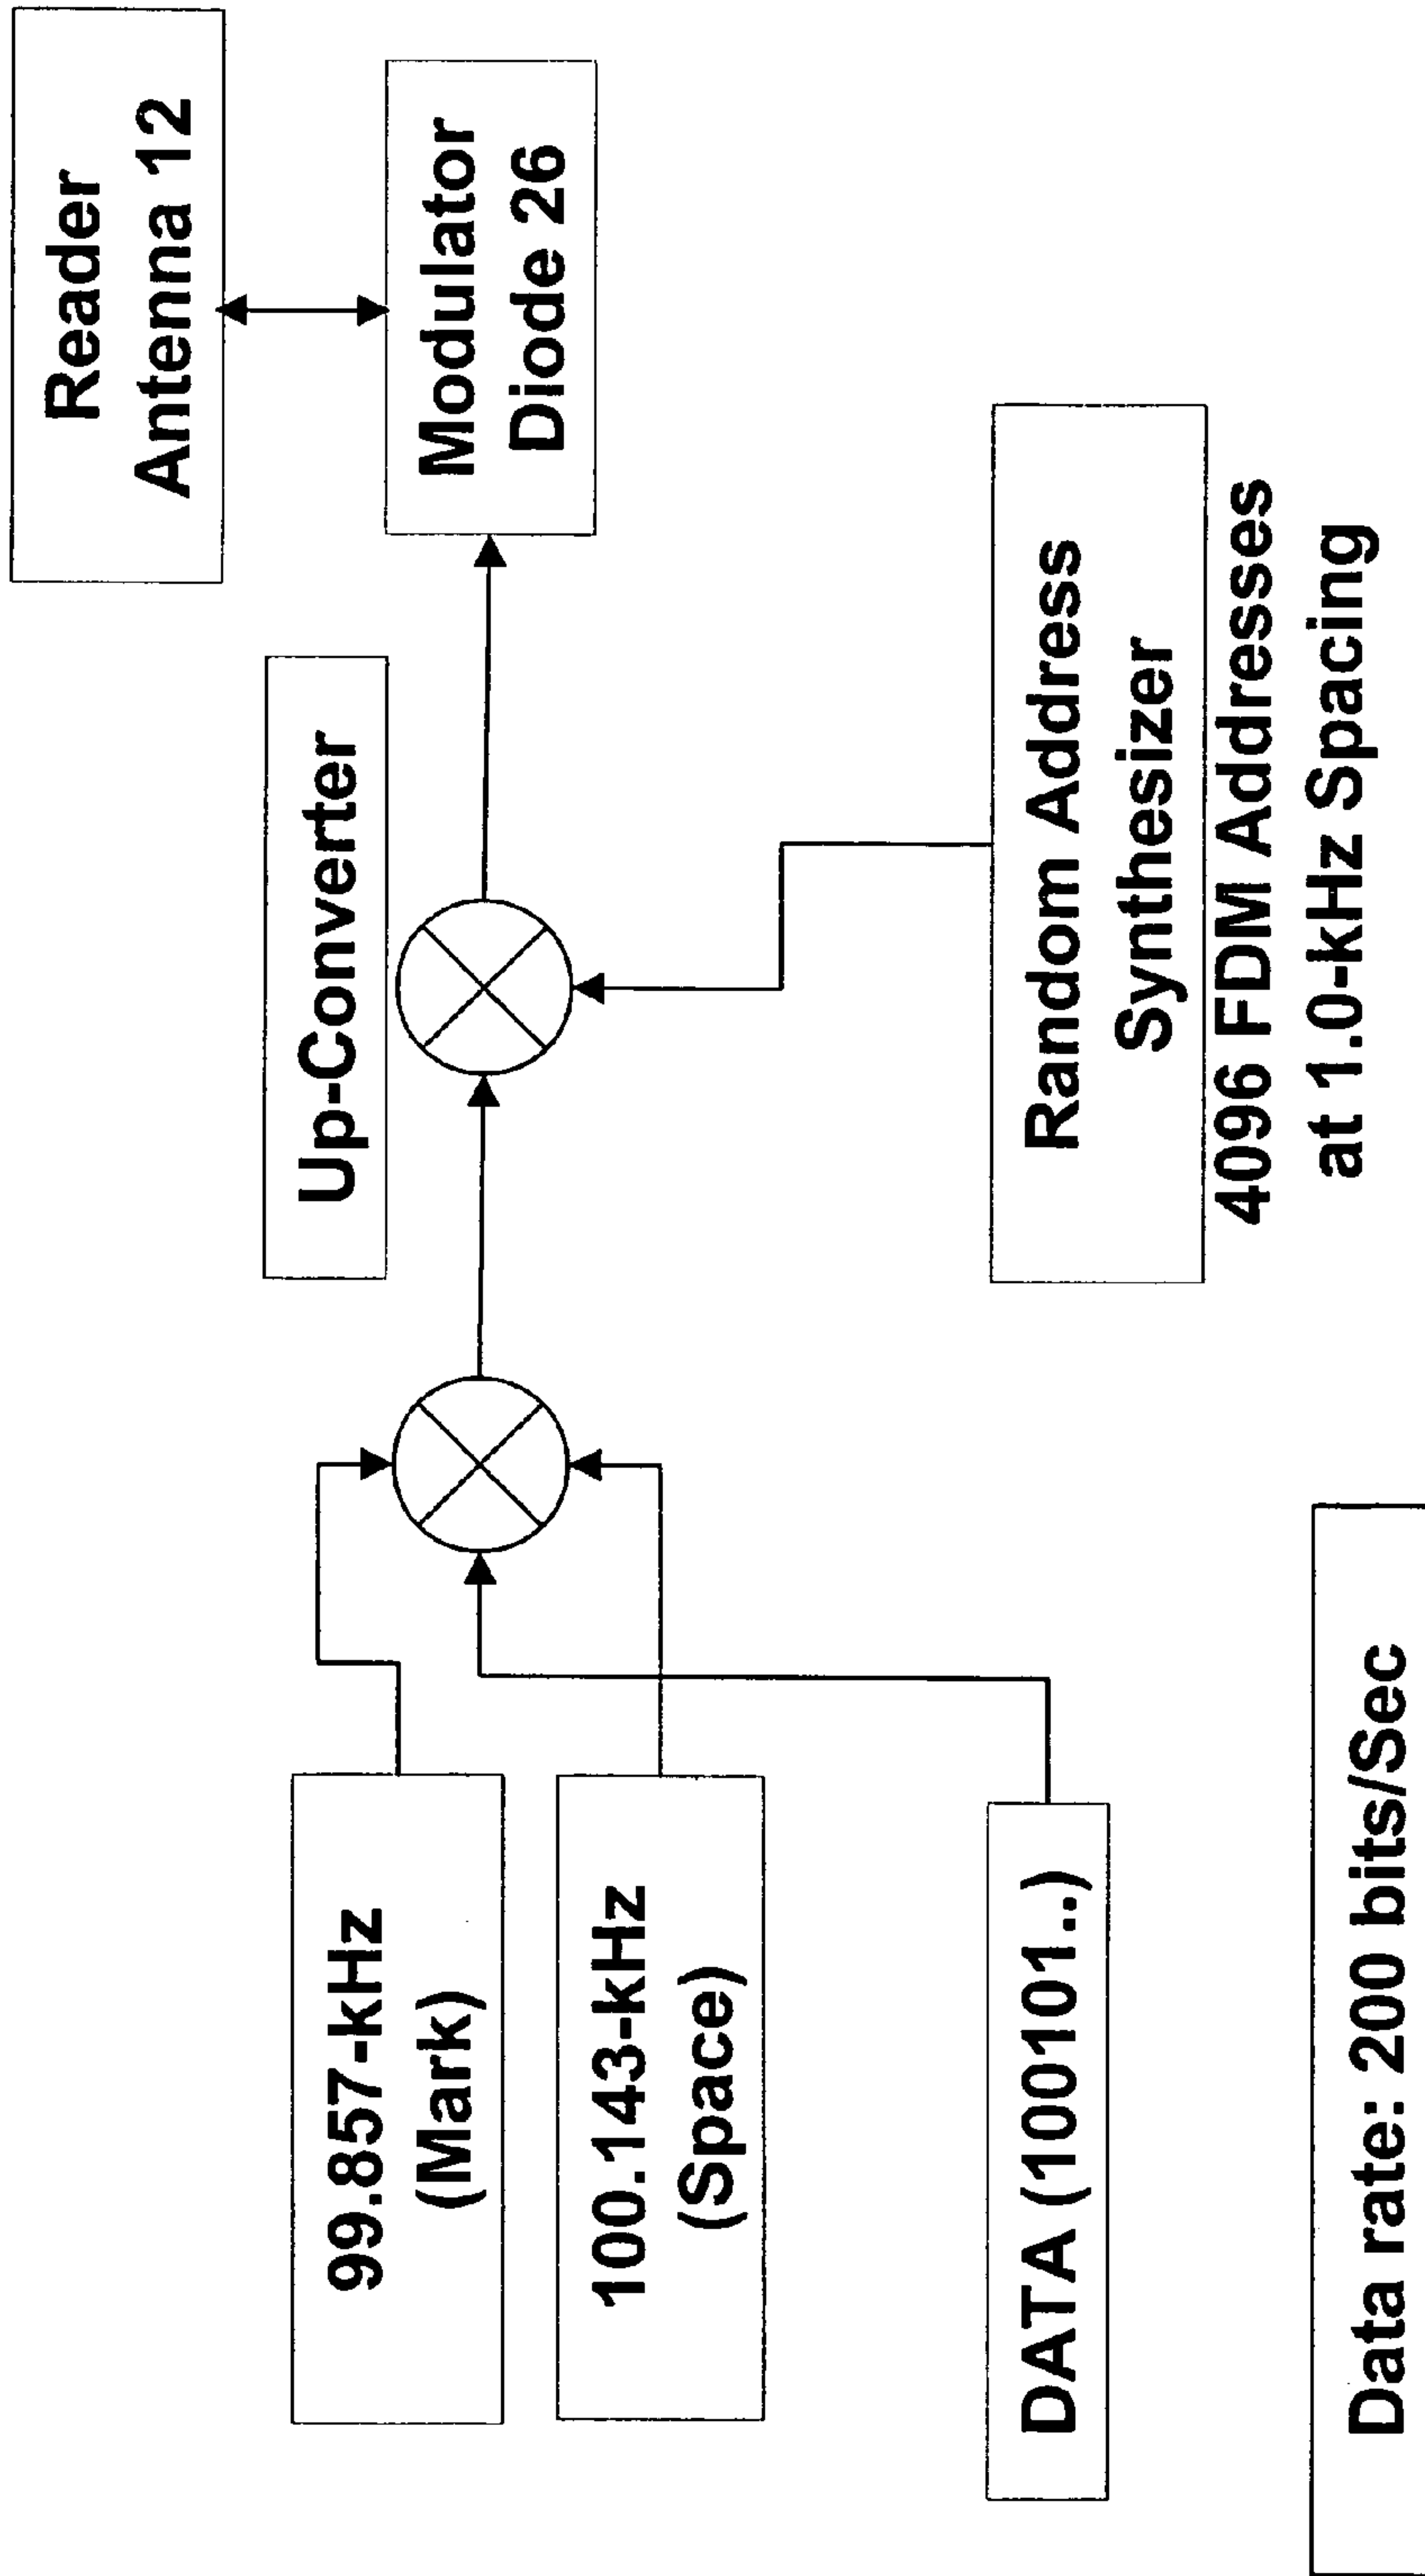 Reader
Antenna 12
Modulator
Diode 26
Up-Converter
99.857-kHz
(Mark)
100.143-kHz
(Space)
DATA (100101..)
Random Address
Synthesizer
4096 FDM Addresses
at 1.0-kHz Spacing
Data rate: 200 bits/Sec